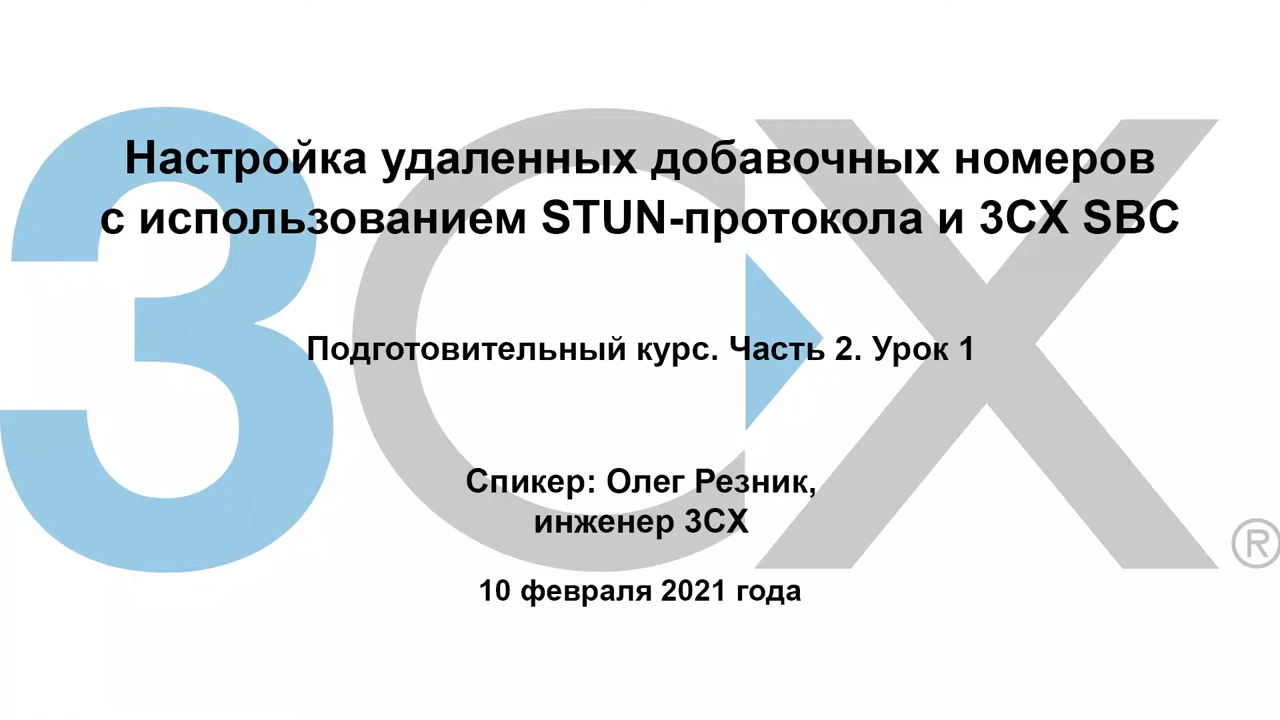 Настройка удаленных добавочных номеров
с использованием STUN-протокола и 3CX SBC
Подготовительный курс. Часть 2. Урок 1
Спикер: Олег Резник,
инженер 3CX
10 февраля 2021 года
3CX®